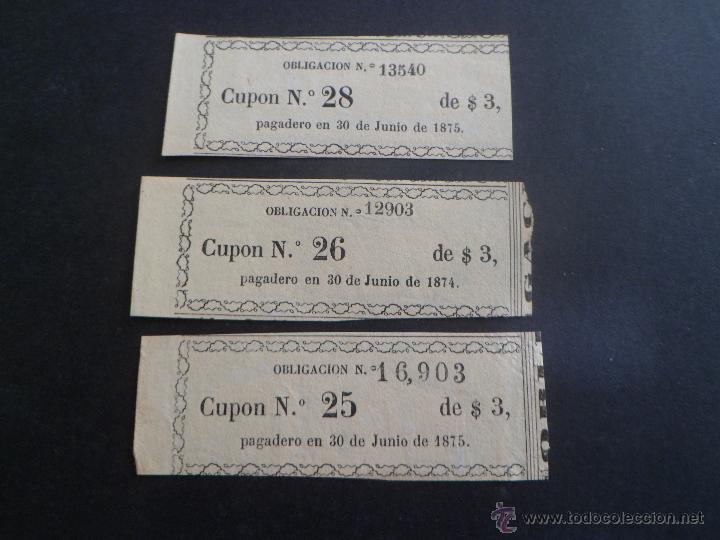 OBLIGACION N.º 13540
Cupon N.º 28 de $ 3,
pagadero en 30 de Junio de 1875.
OBLIGACION N.º 12903
Cupon N.º 26 de $ 3,
pagadero en 30 de Junio de 1874.
GAC
OBLIGACION N.º 16,903
Cupon N.º 25 de $ 3,
pagadero en 30 de Junio de 1875.
OBL
© www.todocoleccion.net